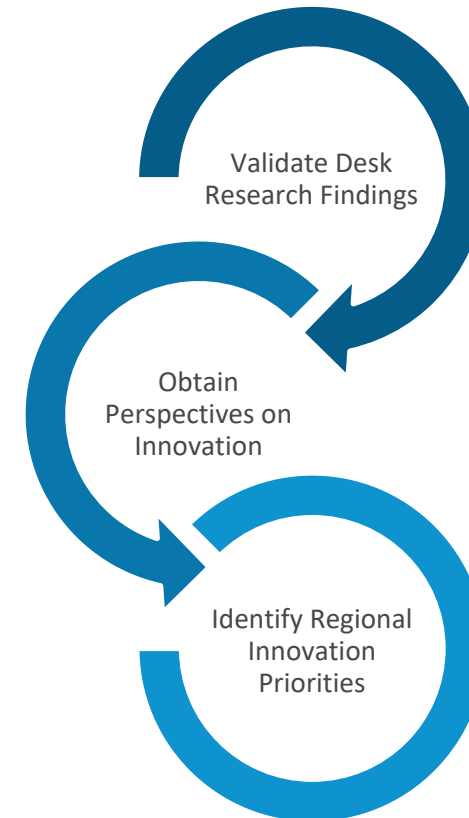 Validate Desk
Research Findings
Obtain
Perspectives on
Innovation
Identify Regional
Innovation
Priorities